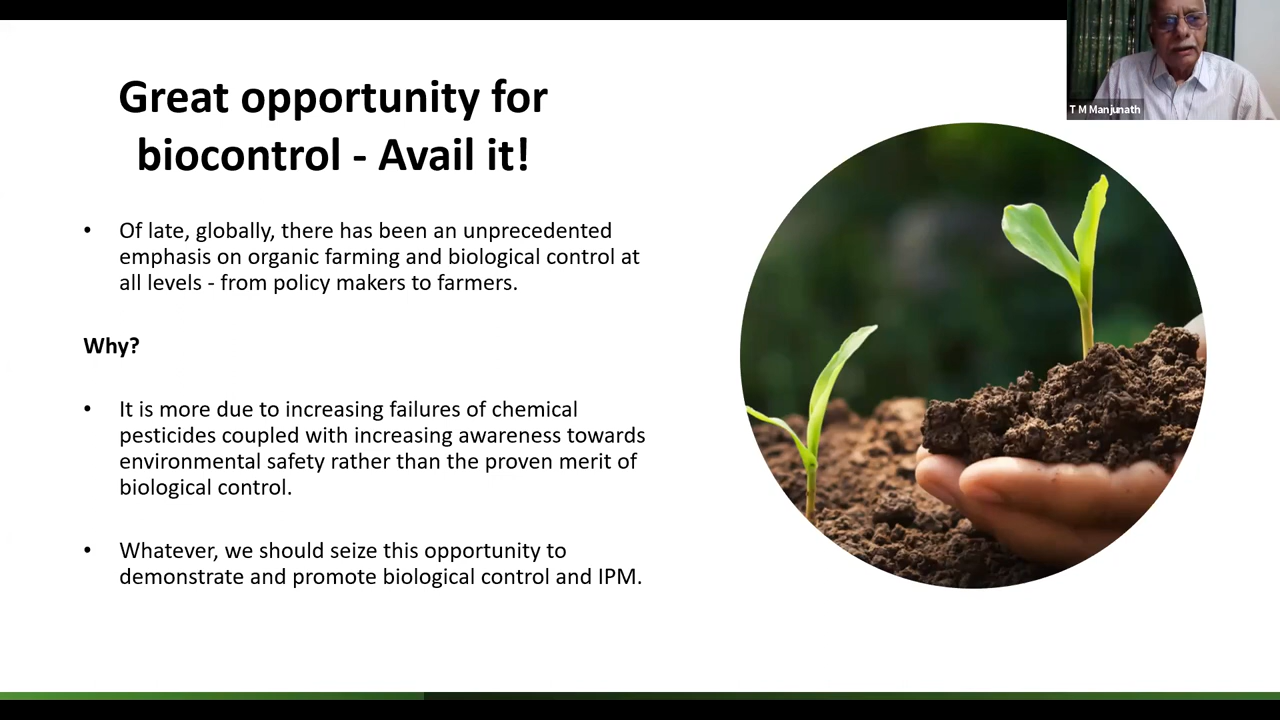 Great opportunity for
biocontrol - Avail it!
T M Manjunath
• Of late, globally, there has been an unprecedented
emphasis on organic farming and biological control at
all levels - from policy makers to farmers.
Why?
• It is more due to increasing failures of chemical
pesticides coupled with increasing awareness towards
environmental safety rather than the proven merit of
biological control.
• Whatever, we should seize this opportunity to
demonstrate and promote biological control and IPM.